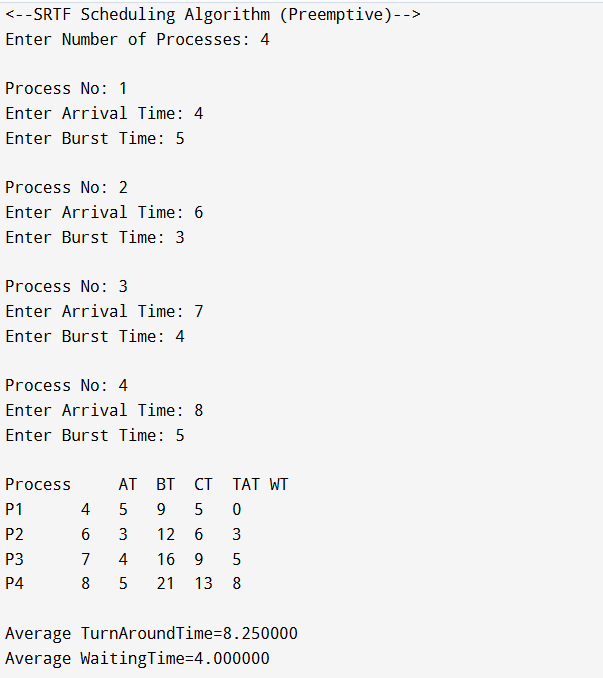 <--SRTF Scheduling Algorithm (Preemptive)-->
Enter Number of Processes: 4
Process No: 1
Enter Arrival Time: 4
Enter Burst Time: 5
Process No: 2
Enter Arrival Time: 6
Enter Burst Time: 3
Process No: 3
Enter Arrival Time: 7
Enter Burst Time: 4
Process No: 4
Enter Arrival Time: 8
Enter Burst Time: 5
Process AT BT CT TAT WT
P1 4 5 9 5 0
P2 6 3 12 6 3
P3 7 4 16 9 5
P4 8 5 21 13 8
Average TurnAroundTime=8.250000
Average WaitingTime=4.000000